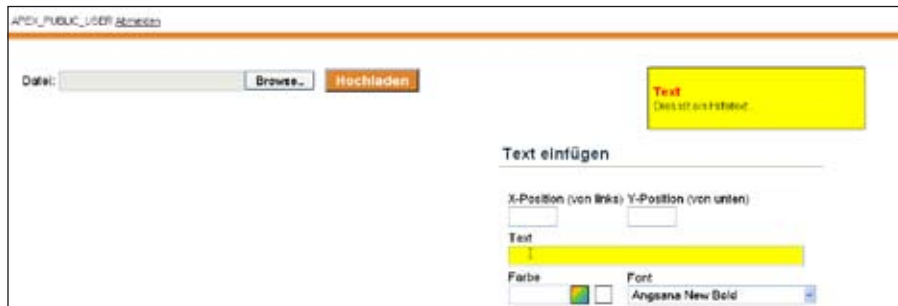 APEX_PUBLIC_USER Abmelden
Datei: Browse... Hochladen
Text
Dies ist ein Hilfetext.
Text einfügen
X-Position (von links) Y-Position (von unten)
Text
Farbe Font
Angsana New Bold